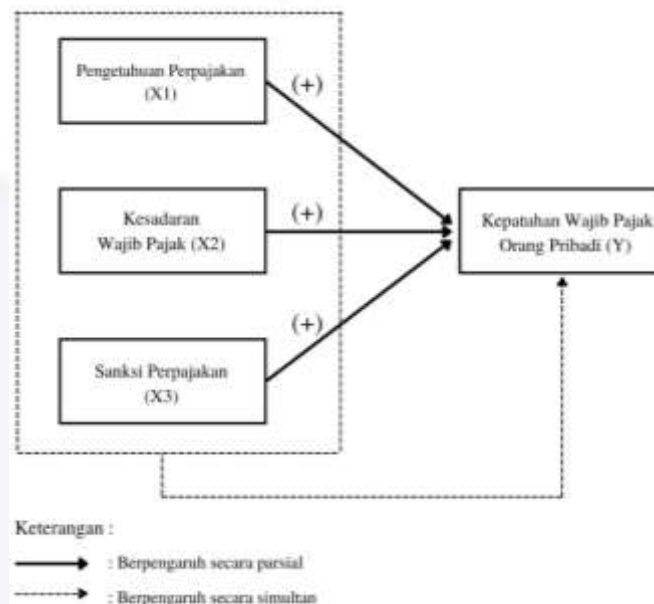 Pengetahuan Perpajakan
(X1)
(+)
Kesadaran
Wajib Pajak (X2)
(+)
Kepatahan Wajib Pajak
Orang Pribadi (Y)
(+)
Sanksi Perpajakan
(X3)
Keterangan :
: Berpengaruh secara parsial
: Berpengaruh secara simultan